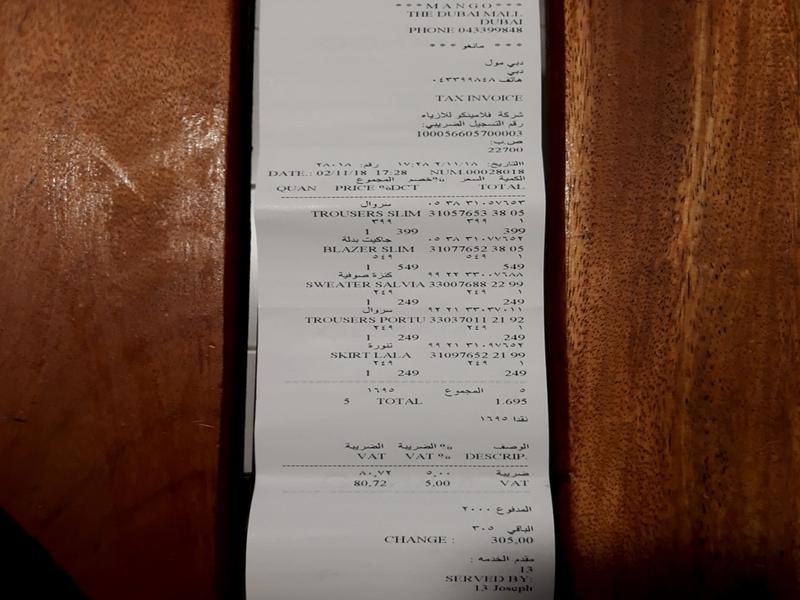 ***MANGO***
THE DUBAI MALL
DUBAI
PHONE 043399848
*** مانغو ***
دبي مول
دبي
هاتف ٠٤٣٣٩٩٨٤٨
TAX INVOICE
شركة فلامينكو للازياء
رقم التسجيل الضريبي:
100056605700003
ص.ب:
22700
التاريخ: ٢/١١/١٨ ١٧:٢٨ رقم: ٢٨٠١٨
DATE.: 02/11/18 17:28 NUM.00028018
الكمية السعر %خصم المجموع
QUAN PRICE %DCT TOTAL
سروال ٣١٠٥٧٦٥٣ ٣٨ ٠٥
TROUSERS SLIM 31057653 38 05
١ ٣٩٩ ٣٩٩
1 399 399
جاكيت بدلة ٣١٠٧٧٦٥٢ ٣٨ ٠٥
BLAZER SLIM 31077652 38 05
١ ٥٤٩ ٥٤٩
1 549 549
كنزة صوفية ٣٣٠٠٧٦٨٨ ٢٢ ٩٩
SWEATER SALVIA 33007688 22 99
١ ٢٤٩ ٢٤٩
1 249 249
سروال ٣٣٠٣٧٠١١ ٢١ ٩٢
TROUSERS PORTU 33037011 21 92
١ ٢٤٩ ٢٤٩
1 249 249
تنورة ٣١٠٩٧٦٥٢ ٢١ ٩٩
SKIRT LALA 31097652 21 99
١ ٢٤٩ ٢٤٩
1 249 249
٥ المجموع ١٦٩٥
5 TOTAL 1.695
نقدا ١٦٩٥
الوصف %الضريبة الضريبة
VAT VAT % DESCRIP.
ضريبة ٥,٠٠ ٨٠,٧٢
80,72 5,00 VAT
المدفوع ٢٠٠٠
الباقي ٣٠٥
CHANGE : 305,00
مقدم الخدمه :
13
SERVED BY:
13 Joseph